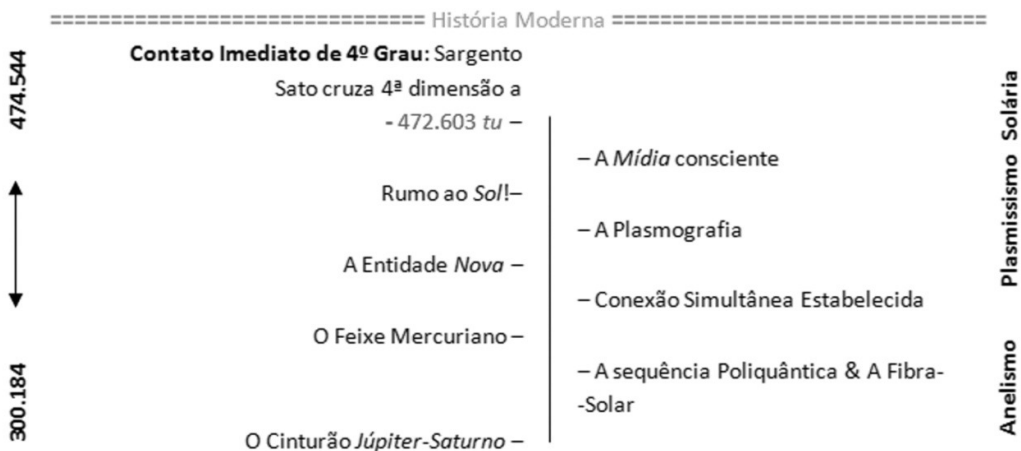 ============================== História Moderna ==============================
Contato Imediato de 4º Grau: Sargento
Sato cruza 4ª dimensão a
- 472.603 tu –
– A Mídia consciente
Rumo ao Sol!–
– A Plasmografia
A Entidade Nova –
– Conexão Simultânea Estabelecida
O Feixe Mercuriano –
– A sequência Poliquântica & A Fibra-
-Solar
O Cinturão Júpiter-Saturno –
474.544
300.184
Solária
Plasmissismo
Anelismo